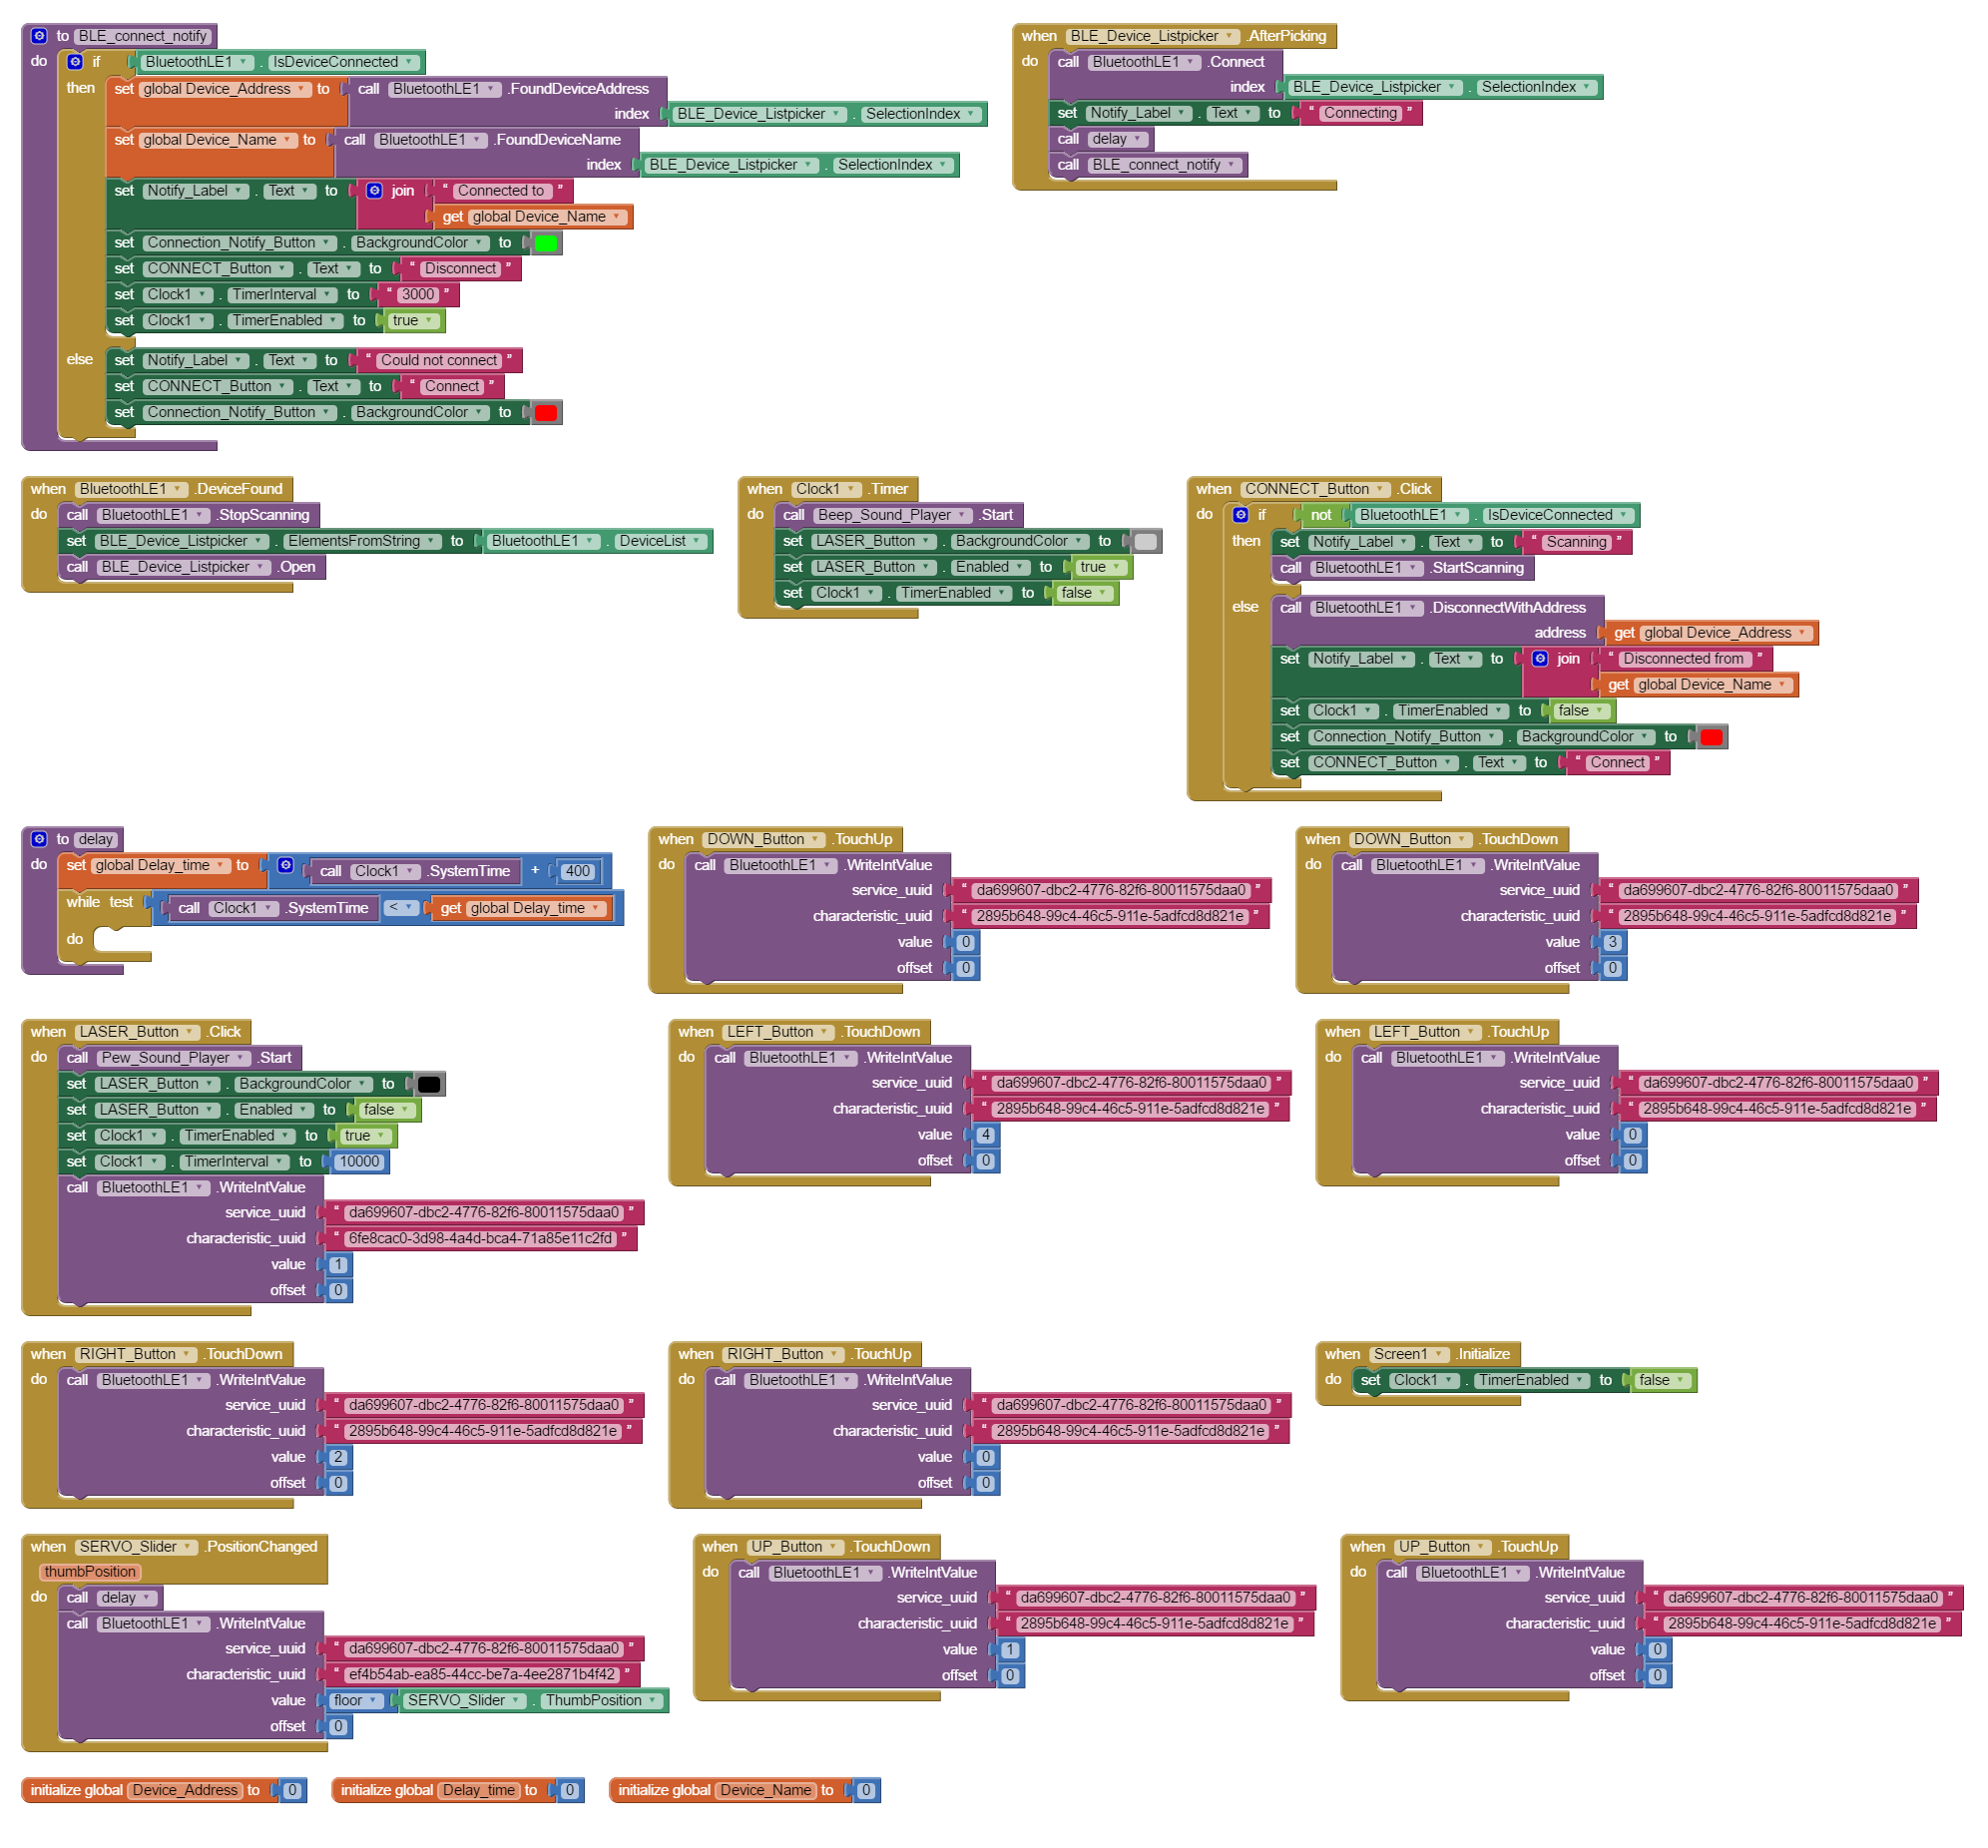 to BLE_connect_notify
do if BluetoothLE1 . IsDeviceConnected
then set global Device_Address to call BluetoothLE1 .FoundDeviceAddress
index BLE_Device_Listpicker . SelectionIndex
set global Device_Name to call BluetoothLE1 .FoundDeviceName
index BLE_Device_Listpicker . SelectionIndex
set Notify_Label . Text to join “ Connected to ”
get global Device_Name
set Connection_Notify_Button . BackgroundColor to
set CONNECT_Button . Text to “ Disconnect ”
set Clock1 . TimerInterval to “ 3000 ”
set Clock1 . TimerEnabled to true
else set Notify_Label . Text to “ Could not connect ”
set CONNECT_Button . Text to “ Connect ”
set Connection_Notify_Button . BackgroundColor to
when BLE_Device_Listpicker .AfterPicking
do call BluetoothLE1 .Connect
index BLE_Device_Listpicker . SelectionIndex
set Notify_Label . Text to “ Connecting ”
call delay
call BLE_connect_notify
when BluetoothLE1 .DeviceFound
do call BluetoothLE1 .StopScanning
set BLE_Device_Listpicker . ElementsFromString to BluetoothLE1 . DeviceList
call BLE_Device_Listpicker .Open
when Clock1 .Timer
do call Beep_Sound_Player .Start
set LASER_Button . BackgroundColor to
set LASER_Button . Enabled to true
set Clock1 . TimerEnabled to false
when CONNECT_Button .Click
do if not BluetoothLE1 . IsDeviceConnected
then set Notify_Label . Text to “ Scanning ”
call BluetoothLE1 .StartScanning
else call BluetoothLE1 .DisconnectWithAddress
address get global Device_Address
set Notify_Label . Text to join “ Disconnected from ”
get global Device_Name
set Clock1 . TimerEnabled to false
set Connection_Notify_Button . BackgroundColor to
set CONNECT_Button . Text to “ Connect ”
to delay
do set global Delay_time to call Clock1 .SystemTime + 400
while test call Clock1 .SystemTime < get global Delay_time
do
when DOWN_Button .TouchUp
do call BluetoothLE1 .WriteIntValue
service_uuid “ da699607-dbc2-4776-82f6-80011575daa0 ”
characteristic_uuid “ 2895b648-99c4-46c5-911e-5adfcd8d821e ”
value 0
offset 0
when DOWN_Button .TouchDown
do call BluetoothLE1 .WriteIntValue
service_uuid “ da699607-dbc2-4776-82f6-80011575daa0 ”
characteristic_uuid “ 2895b648-99c4-46c5-911e-5adfcd8d821e ”
value 3
offset 0
when LASER_Button .Click
do call Pew_Sound_Player .Start
set LASER_Button . BackgroundColor to
set LASER_Button . Enabled to false
set Clock1 . TimerEnabled to true
set Clock1 . TimerInterval to 10000
call BluetoothLE1 .WriteIntValue
service_uuid “ da699607-dbc2-4776-82f6-80011575daa0 ”
characteristic_uuid “ 6fe8cac0-3d98-4a4d-bca4-71a85e11c2fd ”
value 1
offset 0
when LEFT_Button .TouchDown
do call BluetoothLE1 .WriteIntValue
service_uuid “ da699607-dbc2-4776-82f6-80011575daa0 ”
characteristic_uuid “ 2895b648-99c4-46c5-911e-5adfcd8d821e ”
value 4
offset 0
when LEFT_Button .TouchUp
do call BluetoothLE1 .WriteIntValue
service_uuid “ da699607-dbc2-4776-82f6-80011575daa0 ”
characteristic_uuid “ 2895b648-99c4-46c5-911e-5adfcd8d821e ”
value 0
offset 0
when RIGHT_Button .TouchDown
do call BluetoothLE1 .WriteIntValue
service_uuid “ da699607-dbc2-4776-82f6-80011575daa0 ”
characteristic_uuid “ 2895b648-99c4-46c5-911e-5adfcd8d821e ”
value 2
offset 0
when RIGHT_Button .TouchUp
do call BluetoothLE1 .WriteIntValue
service_uuid “ da699607-dbc2-4776-82f6-80011575daa0 ”
characteristic_uuid “ 2895b648-99c4-46c5-911e-5adfcd8d821e ”
value 0
offset 0
when Screen1 .Initialize
do set Clock1 . TimerEnabled to false
when SERVO_Slider .PositionChanged
thumbPosition
do call delay
call BluetoothLE1 .WriteIntValue
service_uuid “ da699607-dbc2-4776-82f6-80011575daa0 ”
characteristic_uuid “ ef4b54ab-ea85-44cc-be7a-4ee2871b4f42 ”
value floor SERVO_Slider . ThumbPosition
offset 0
when UP_Button .TouchDown
do call BluetoothLE1 .WriteIntValue
service_uuid “ da699607-dbc2-4776-82f6-80011575daa0 ”
characteristic_uuid “ 2895b648-99c4-46c5-911e-5adfcd8d821e ”
value 1
offset 0
when UP_Button .TouchUp
do call BluetoothLE1 .WriteIntValue
service_uuid “ da699607-dbc2-4776-82f6-80011575daa0 ”
characteristic_uuid “ 2895b648-99c4-46c5-911e-5adfcd8d821e ”
value 0
offset 0
initialize global Device_Address to 0
initialize global Delay_time to 0
initialize global Device_Name to 0